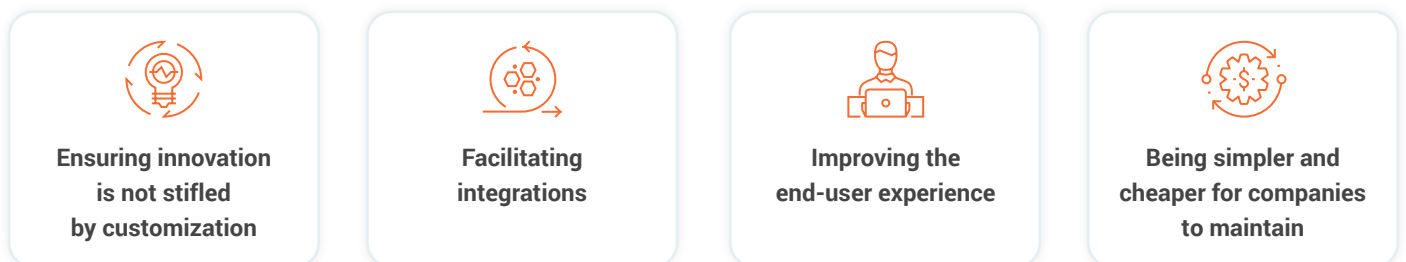 Ensuring innovation
is not stifled
by customization
Facilitating
integrations
Improving the
end-user experience
$
Being simpler and
cheaper for companies
to maintain